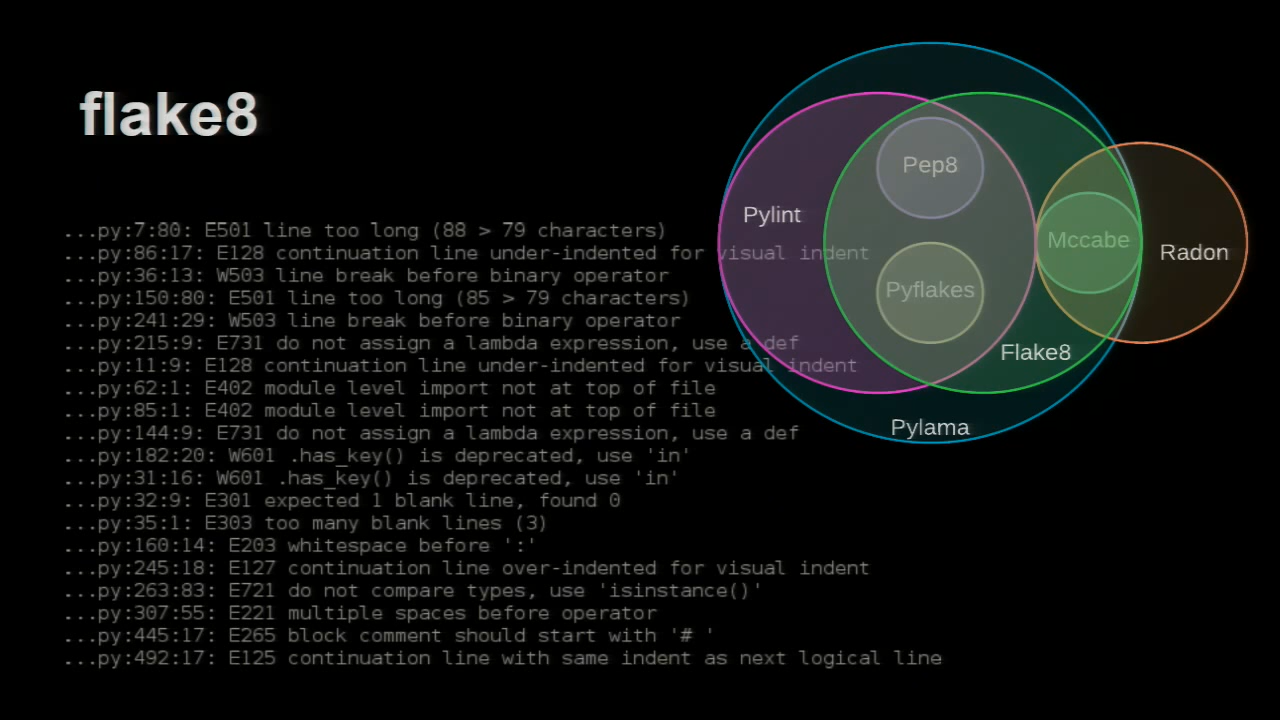 flake8
...py:7:80: E501 line too long (88 > 79 characters)
...py:86:17: E128 continuation line under-indented for visual indent
...py:36:13: W503 line break before binary operator
...py:150:80: E501 line too long (85 > 79 characters)
...py:241:29: W503 line break before binary operator
...py:215:9: E731 do not assign a lambda expression, use a def
...py:11:9: E128 continuation line under-indented for visual indent
...py:62:1: E402 module level import not at top of file
...py:85:1: E402 module level import not at top of file
...py:144:9: E731 do not assign a lambda expression, use a def
...py:182:20: W601 .has_key() is deprecated, use 'in'
...py:31:16: W601 .has_key() is deprecated, use 'in'
...py:32:9: E301 expected 1 blank line, found 0
...py:35:1: E303 too many blank lines (3)
...py:160:14: E203 whitespace before ':'
...py:245:18: E127 continuation line over-indented for visual indent
...py:263:83: E721 do not compare types, use 'isinstance()'
...py:307:55: E221 multiple spaces before operator
...py:445:17: E265 block comment should start with '# '
...py:492:17: E125 continuation line with same indent as next logical line
Pep8
Pylint
Mccabe
Radon
Pyflakes
Flake8
Pylama